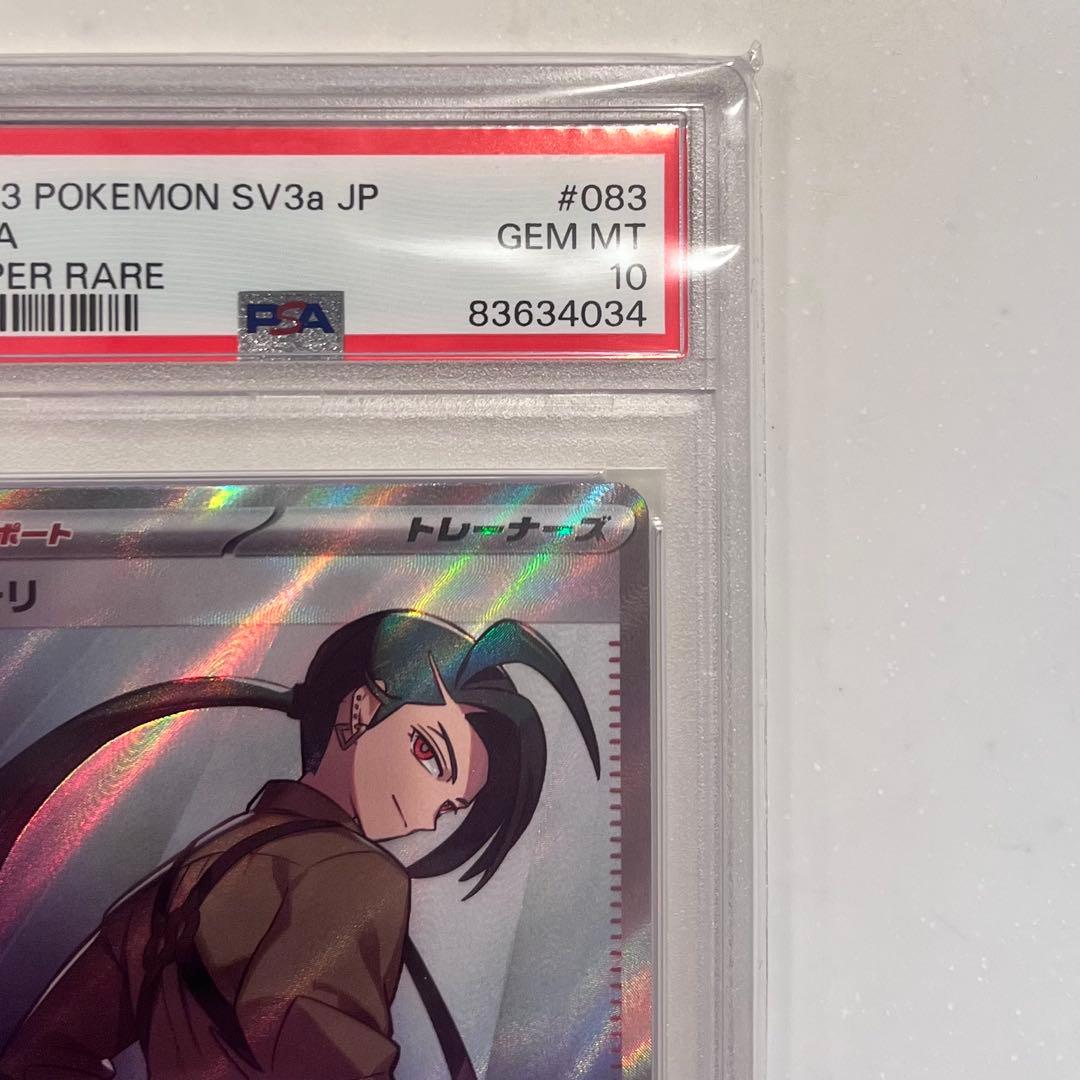 3 POKEMON SV3a JP #083
A GEM MT
PER RARE 10
PSA 83634034
ポート トレーナーズ
リ